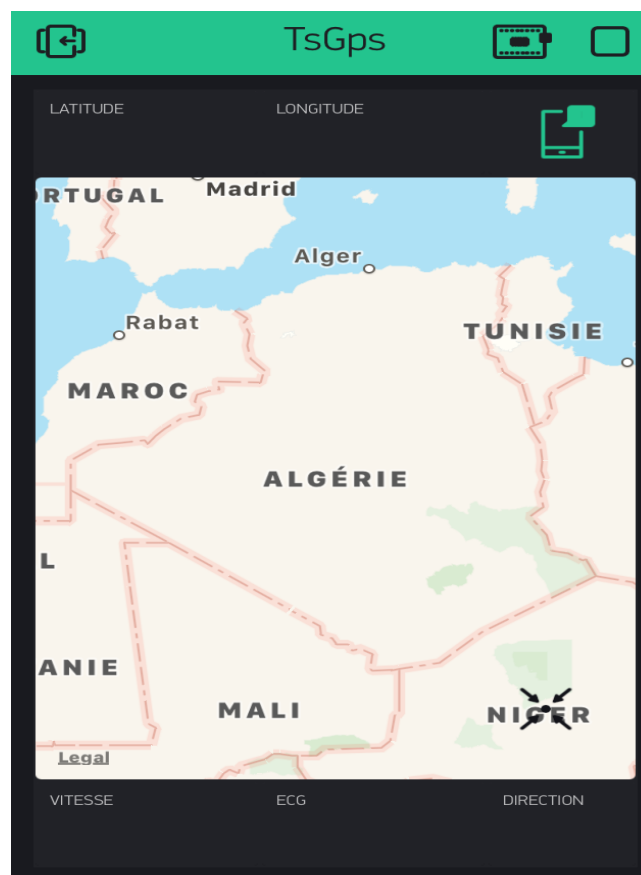 TsGps
LATITUDE LONGITUDE
RTUGAL Madrid
Alger
Rabat
TUNISIE
MAROC
ALGÉRIE
L
ANIE
MALI NIGER
Legal
VITESSE ECG DIRECTION